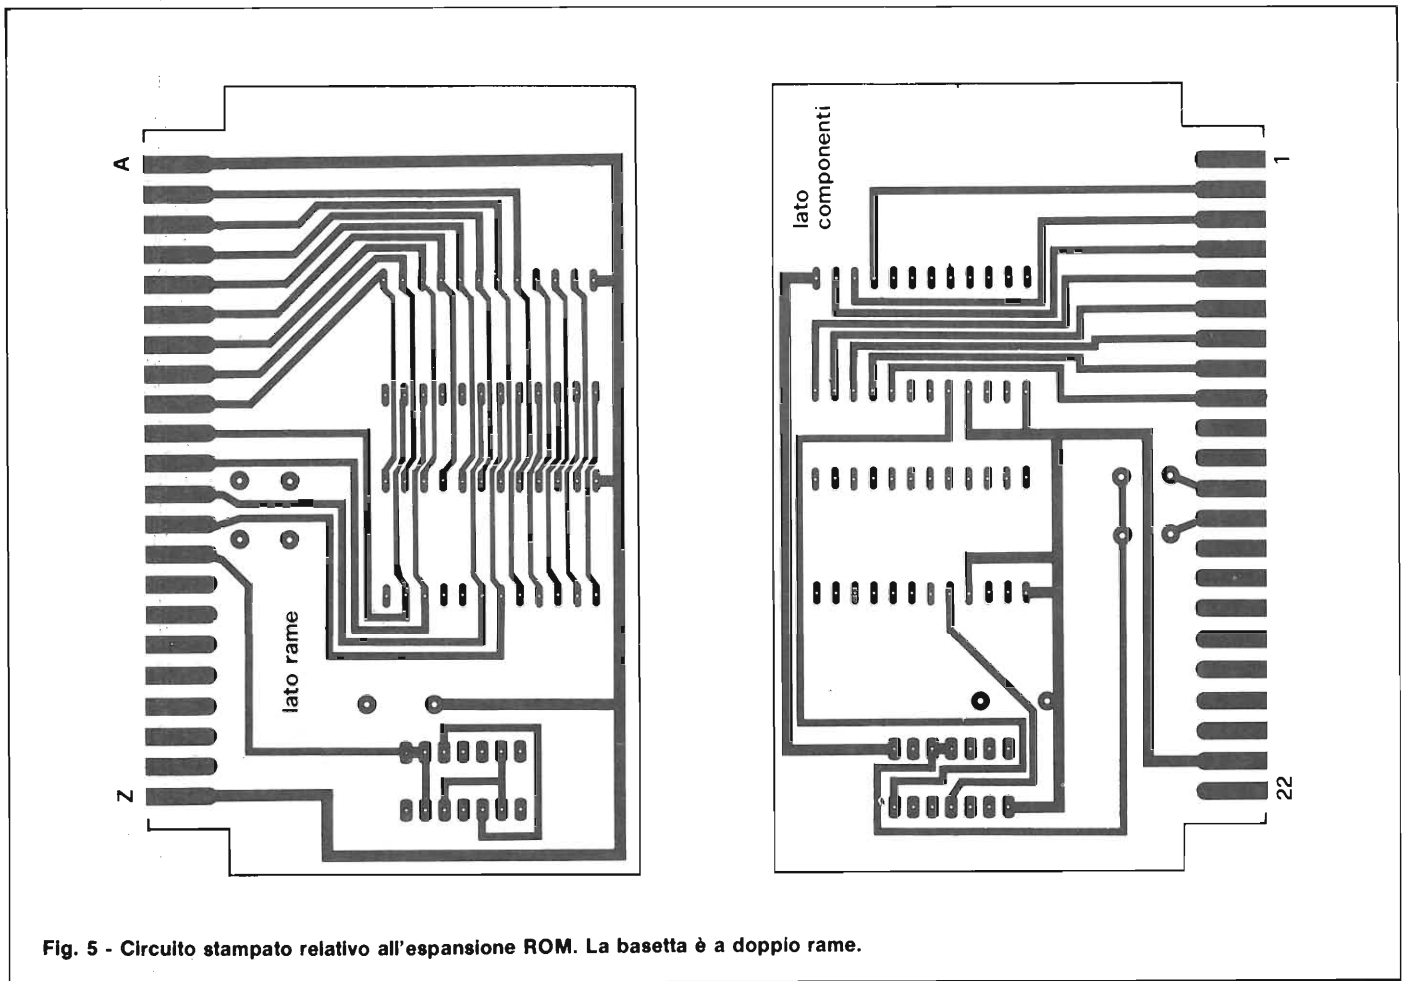 A
lato rame
Z
lato
componenti
1
22
Fig. 5 - Circuito stampato relativo all'espansione ROM. La basetta è a doppio rame.